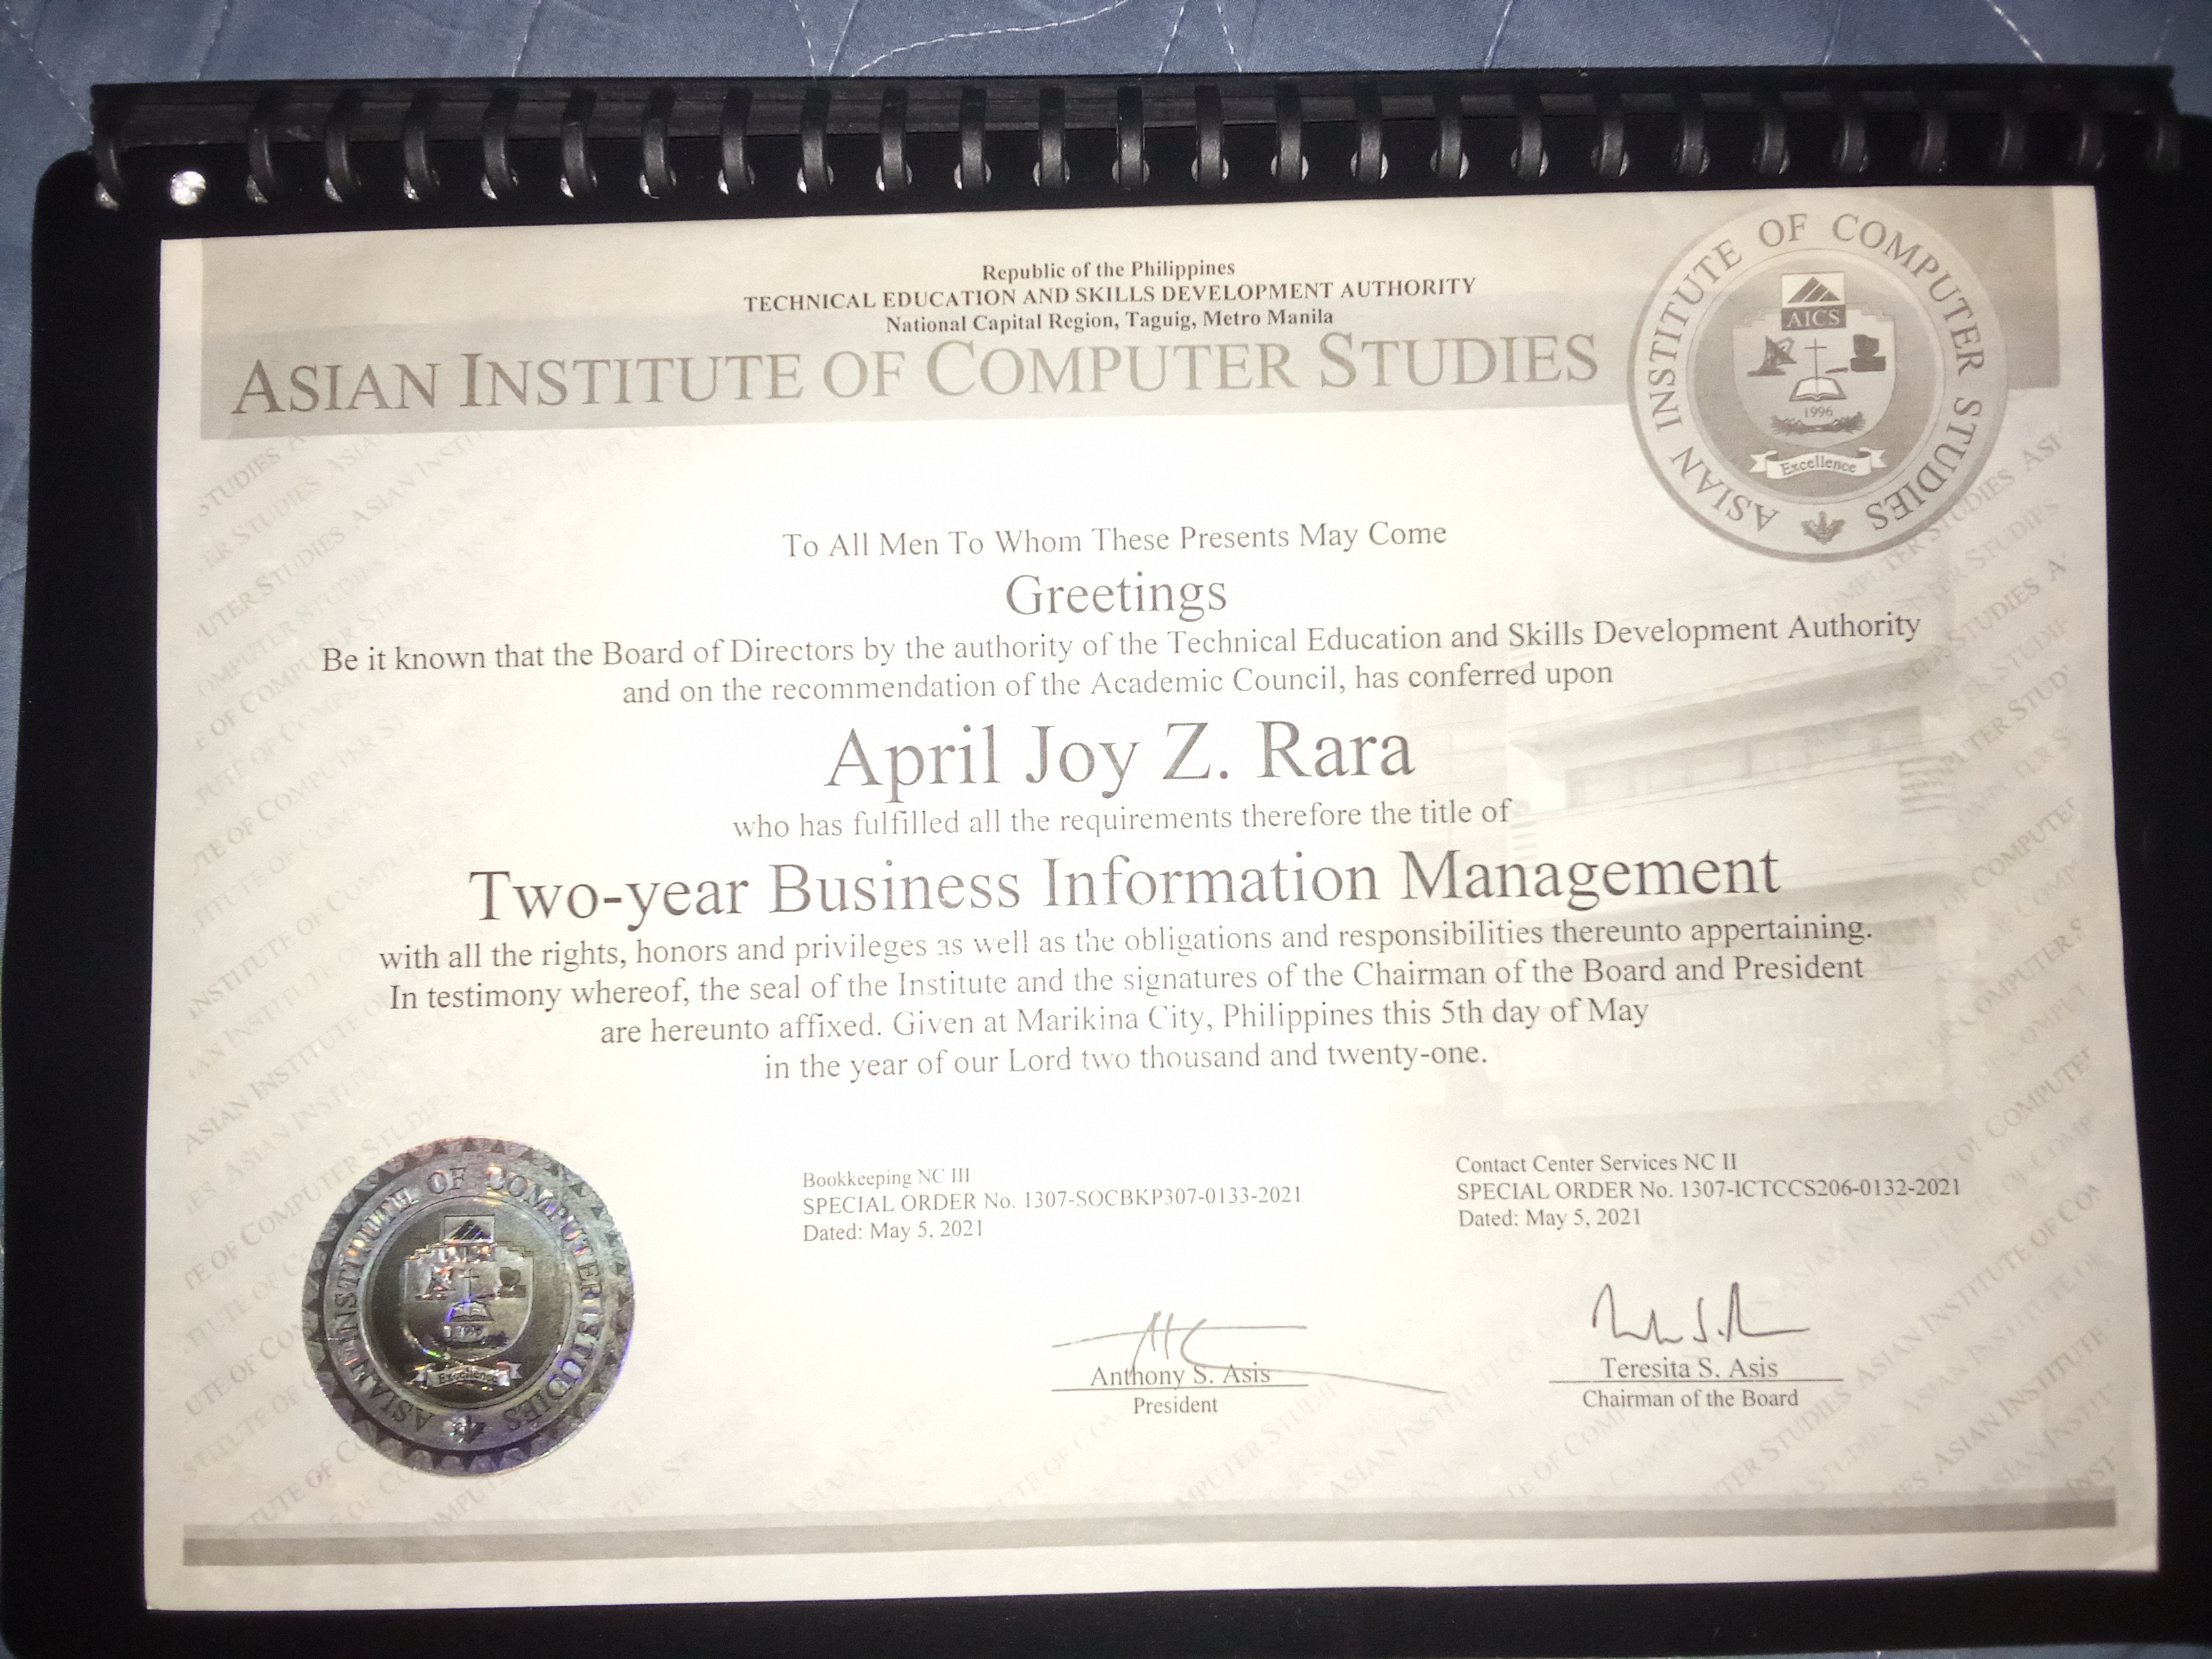 Republic of the Philippines
TECHNICAL EDUCATION AND SKILLS DEVELOPMENT AUTHORITY
National Capital Region, Taguig, Metro Manila
ASIAN INSTITUTE OF COMPUTER STUDIES
ASIAN INSTITUTE OF COMPUTER STUDIES
AICS
1996
Excellence
To All Men To Whom These Presents May Come
Greetings
Be it known that the Board of Directors by the authority of the Technical Education and Skills Development Authority
and on the recommendation of the Academic Council, has conferred upon
April Joy Z. Rara
who has fulfilled all the requirements therefore the title of
Two-year Business Information Management
with all the rights, honors and privileges as well as the obligations and responsibilities thereunto appertaining.
In testimony whereof, the seal of the Institute and the signatures of the Chairman of the Board and President
are hereunto affixed. Given at Marikina City, Philippines this 5th day of May
in the year of our Lord two thousand and twenty-one.
Bookkeeping NC III
SPECIAL ORDER No. 1307-SOCBKP307-0133-2021
Dated: May 5, 2021
Contact Center Services NC II
SPECIAL ORDER No. 1307-ICTCCS206-0132-2021
Dated: May 5, 2021
ASIAN INSTITUTE OF COMPUTER STUDIES
Excellence
Anthony S. Asis
President
Teresita S. Asis
Chairman of the Board